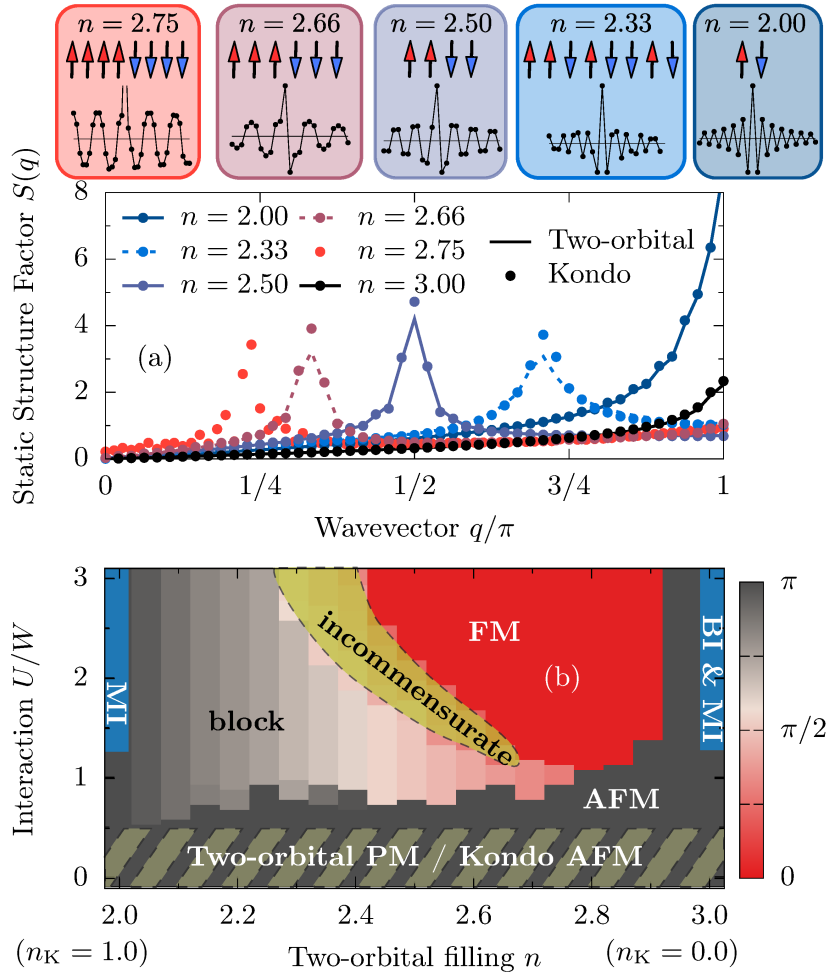 n = 2.75 n = 2.66 n = 2.50 n = 2.33 n = 2.00
Static Structure Factor S(q)
8
6
4
2
0
n = 2.00 n = 2.66
n = 2.33 n = 2.75
n = 2.50 n = 3.00
Two-orbital
Kondo
(a)
0 1/4 1/2 3/4 1
Wavevector q/π
Interaction U/W
3
2
1
0
MI
block
incommensurate
FM
(b)
BI & MI
AFM
Two-orbital PM / Kondo AFM
π
π/2
0
2.0 2.2 2.4 2.6 2.8 3.0
(nK = 1.0) Two-orbital filling n (nK = 0.0)